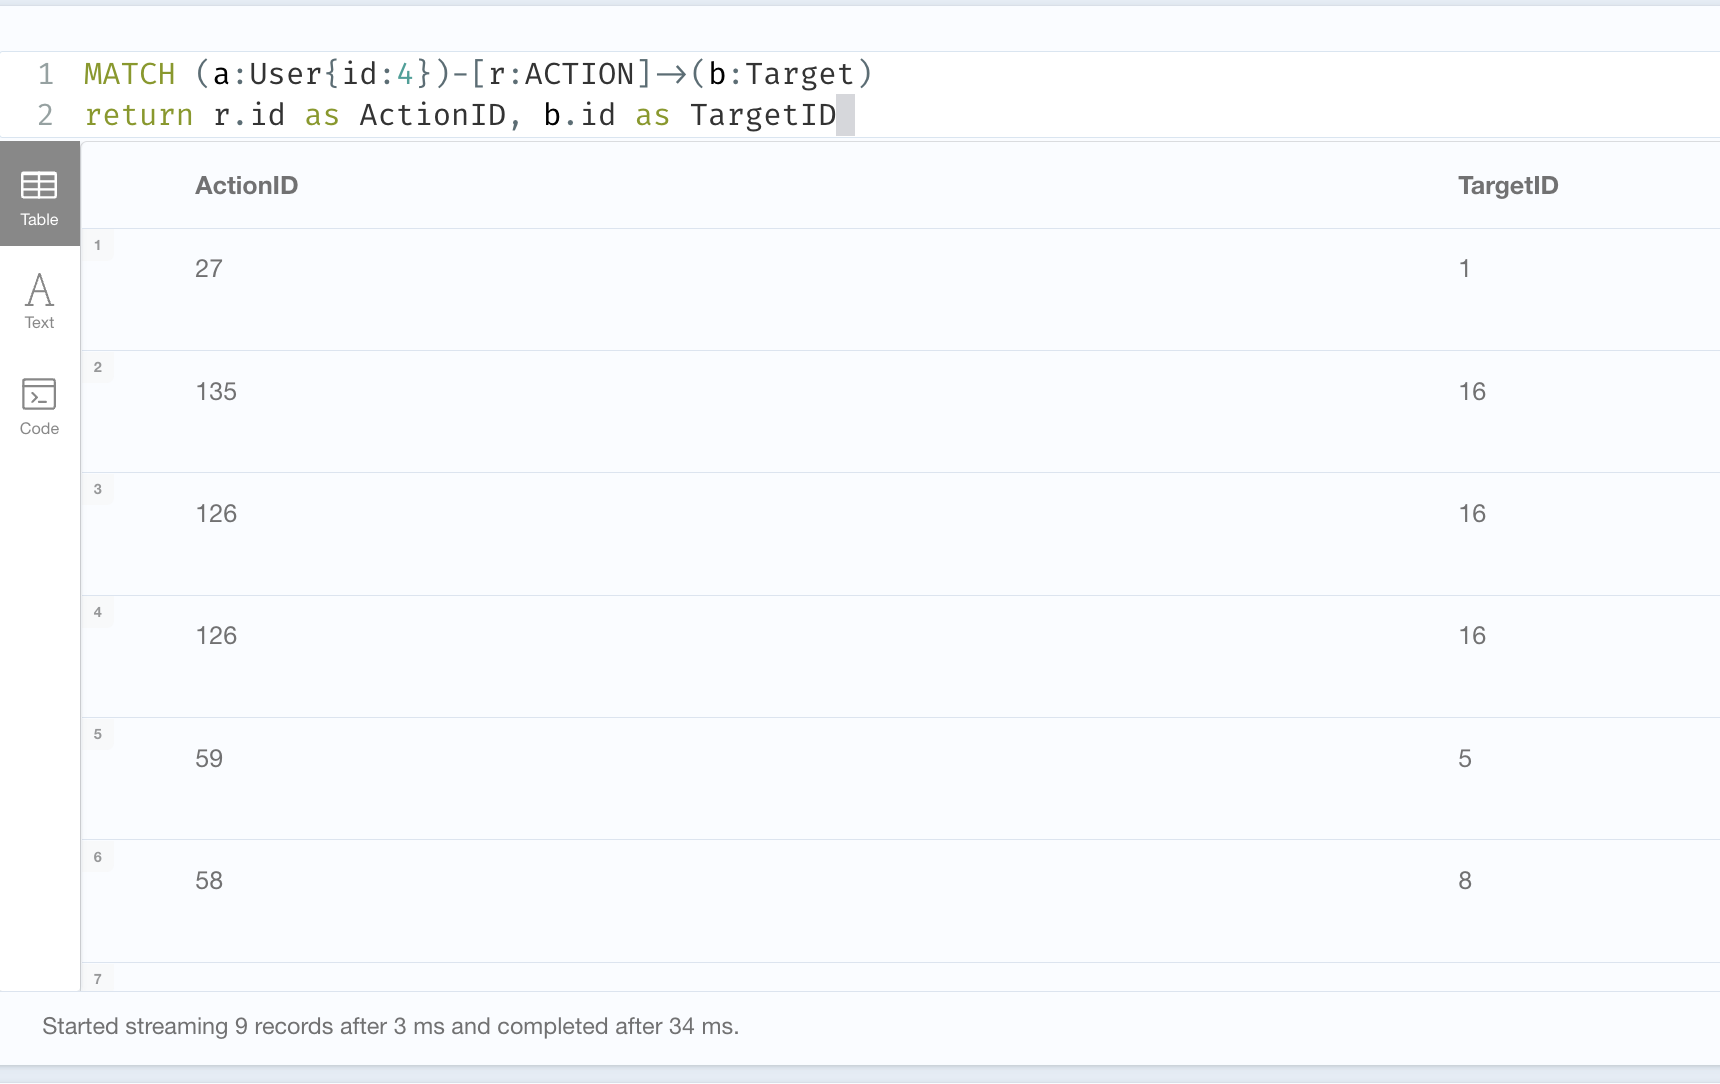 1 MATCH (a:User{id:4})-[r:ACTION]->(b:Target)
2 return r.id as ActionID, b.id as TargetID
Table
Text
Code
ActionID TargetID
1 27 1
2 135 16
3 126 16
4 126 16
5 59 5
6 58 8
7
Started streaming 9 records after 3 ms and completed after 34 ms.